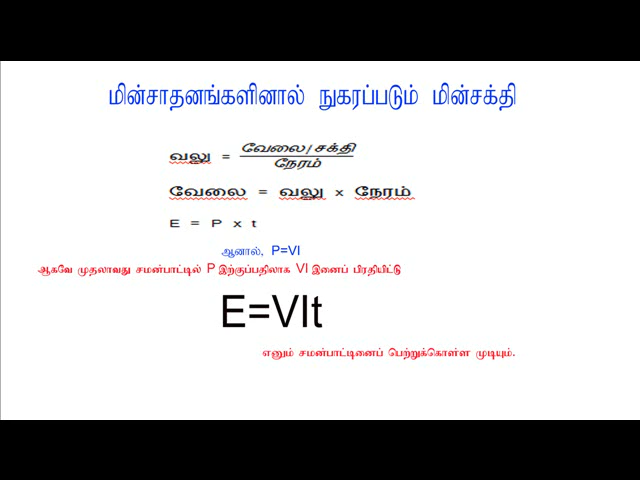 மின்சாதனங்களினால் நுகரப்படும் மின்சக்தி
வலு = வேலை/சக்தி
நேரம்
வேலை = வலு x நேரம்
E = P x t
ஆனால், P=VI
ஆகவே முதலாவது சமன்பாட்டில் P இற்குப்பதிலாக VI இனைப் பிரதியிட்டு
E=VIt
எனும் சமன்பாட்டினைப் பெற்றுக்கொள்ள முடியும்.